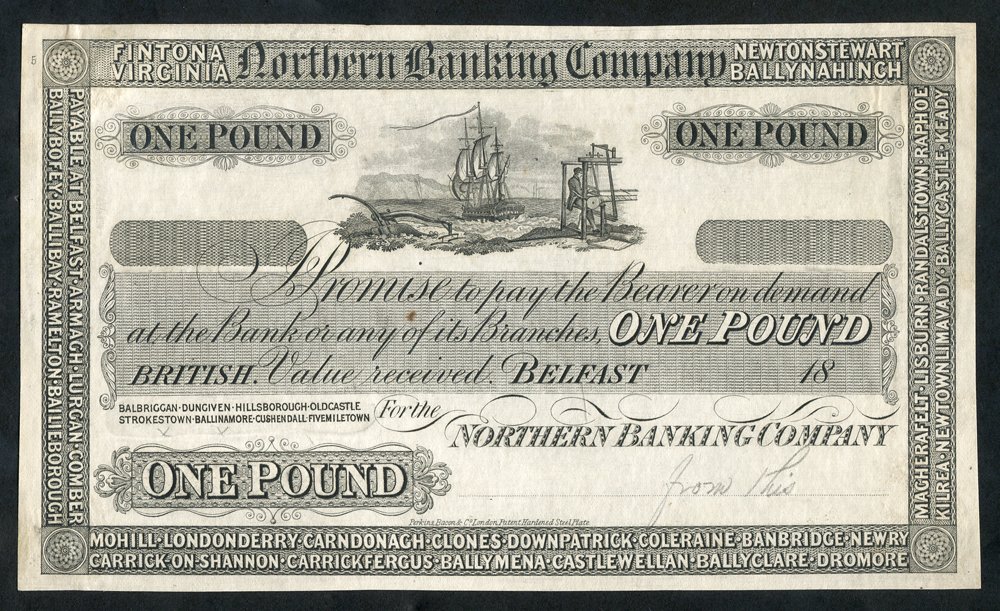 5
FINTONA
VIRGINIA
Northern Banking Company
NEWTONSTEWART
BALLYNAHINCH
ONE POUND
ONE POUND
PAYABLE AT BELFAST·ARMAGH·LURGAN·COMBER
BALLYBOFEY·BALLIBAY·RAMELTON·BAILIEBOROUGH
MAGHERAFELT·LISBURN·RANDALSTOWN·RAPHOE
KILREA·NEWTOWNLIMAVADY·BALLYCASTLE·KEADY
I Promise to pay the Bearer on demand
at the Bank or any of its Branches, ONE POUND
BRITISH. Value received. BELFAST 18
BALBRIGGAN·DUNGIVEN·HILLSBOROUGH·OLDCASTLE
STROKESTOWN·BALLINAMORE·CUSHENDALL·FIVEMILETOWN
For the
NORTHERN BANKING COMPANY
ONE POUND
from this
Perkins, Bacon & Co. London, Patent Hardened Steel Plate.
MOHILL·LONDONDERRY·CARNDONAGH·CLONES·DOWNPATRICK·COLERAINE·BANBRIDGE·NEWRY
CARRICK-ON-SHANNON·CARRICKFERGUS·BALLYMENA·CASTLEWELLAN·BALLYCLARE·DROMORE